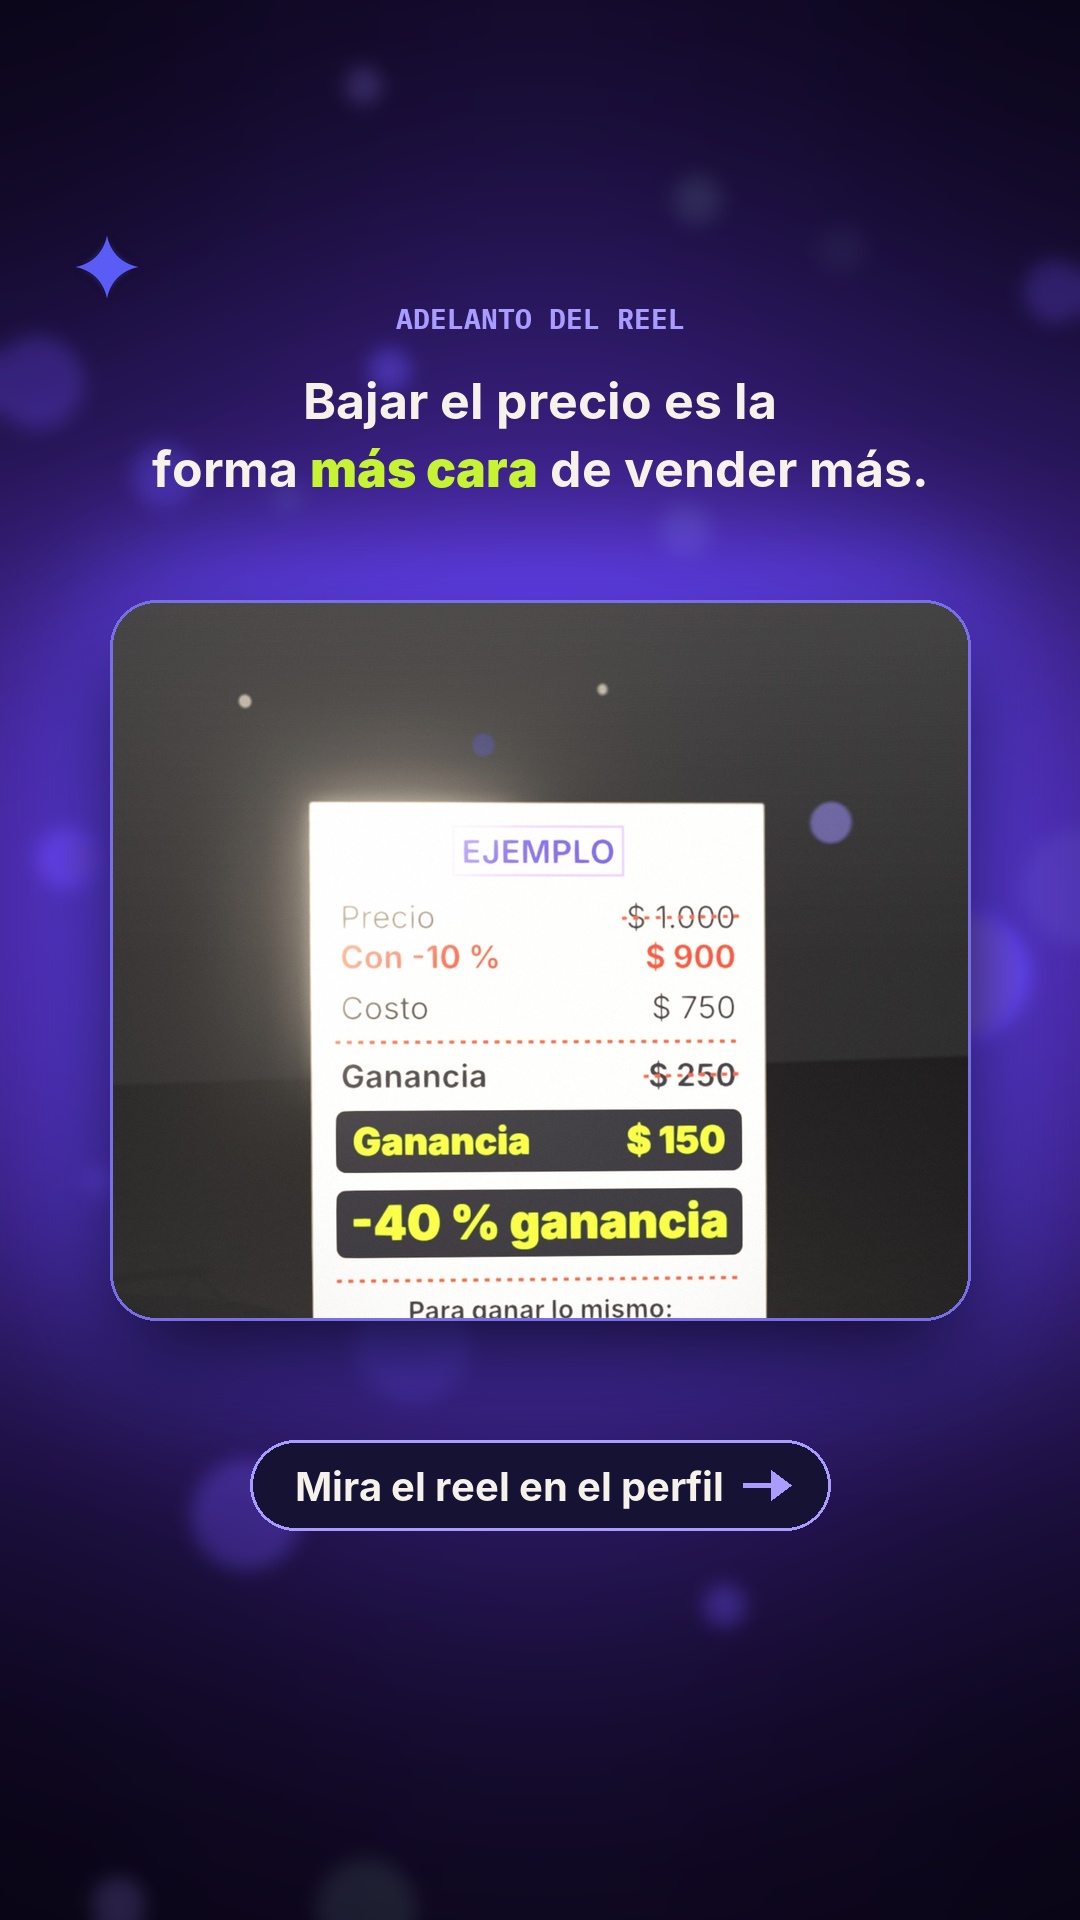 ADELANTO DEL REEL
Bajar el precio es la
forma más cara de vender más.
EJEMPLO
Precio $ 1.000
Con -10 % $ 900
Costo $ 750
Ganancia $ 250
Ganancia $ 150
-40 % ganancia
Para ganar lo mismo:
Mira el reel en el perfil